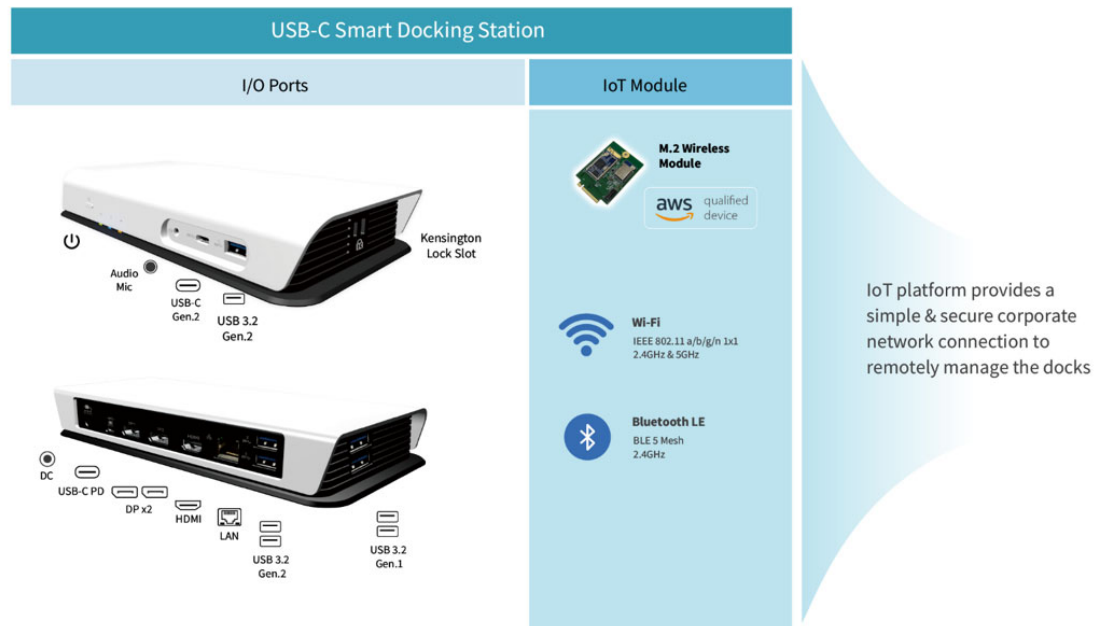 USB-C Smart Docking Station
I/O Ports
IoT Module
Kensington
Lock Slot
Audio
Mic
USB-C
Gen.2
USB 3.2
Gen.2
DC
USB-C PD
DP x2
HDMI
LAN
USB 3.2
Gen.2
USB 3.2
Gen.1
M.2 Wireless
Module
aws qualified
device
Wi-Fi
IEEE 802.11 a/b/g/n 1x1
2.4GHz & 5GHz
Bluetooth LE
BLE 5 Mesh
2.4GHz
IoT platform provides a
simple & secure corporate
network connection to
remotely manage the docks